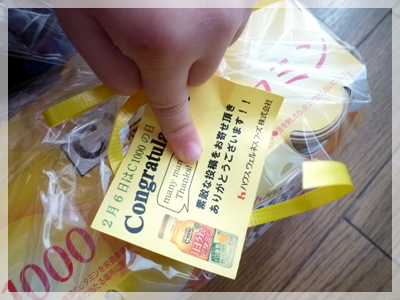 2月6日はC1000の日
Congratula
many man
Thanks!
素敵な投稿をお寄せ頂き
ありがとうございます!!
ハウスウェルネスフーズ株式会社
1000